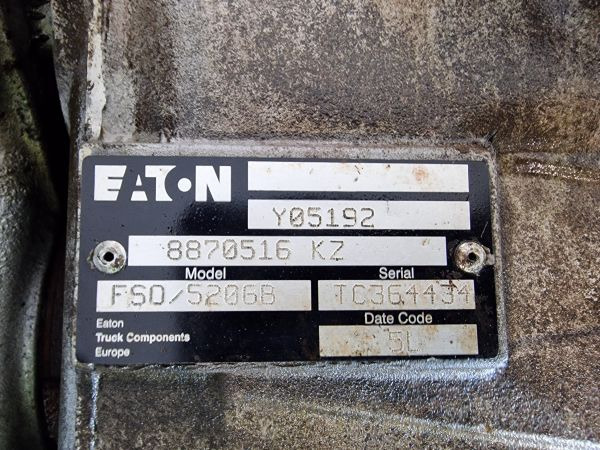 EATON
Y05192
8870516 KZ
Model Serial
FSO/5206B TC364434
Date Code
5L
Eaton
Truck Components
Europe